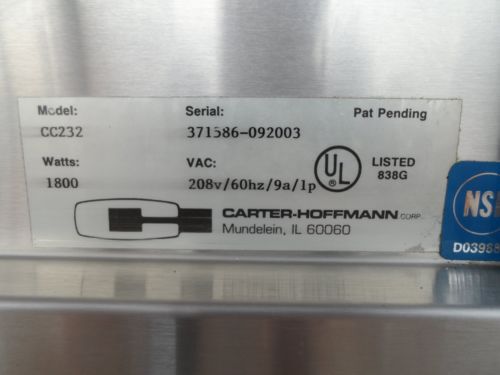 Model: Serial: Pat Pending
CC232 371586-092003
Watts: VAC: UL LISTED
1800 208v/60hz/9a/1p 838G
CARTER-HOFFMANN CORP.
Mundelein, IL 60060
NS
D03988